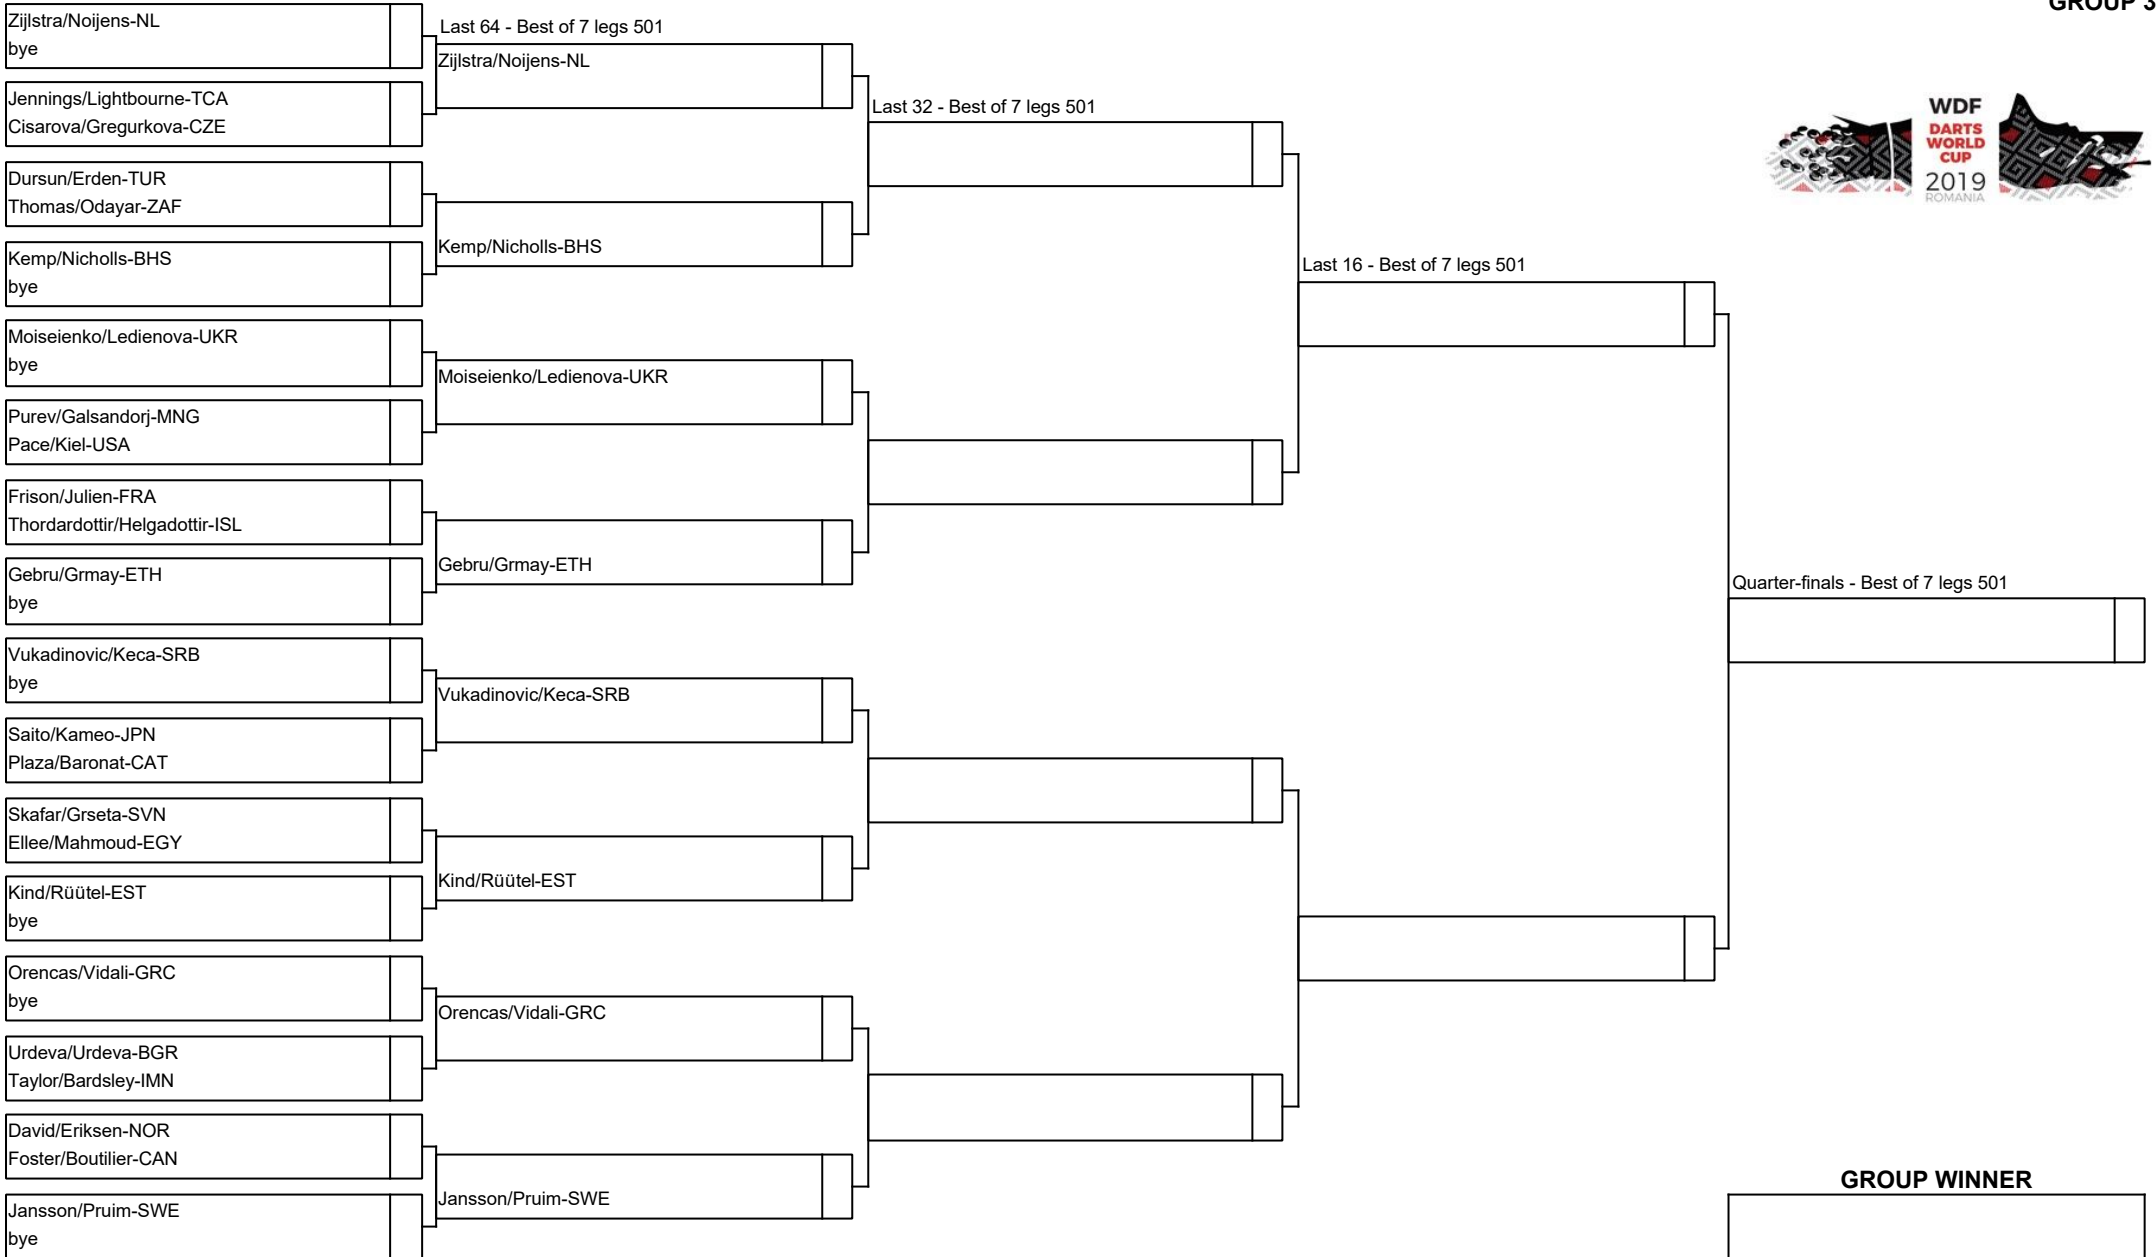 GROUP 3
Zijlstra/Noijens-NL
bye
Jennings/Lightbourne-TCA
Cisarova/Gregurkova-CZE
Dursun/Erden-TUR
Thomas/Odayar-ZAF
Kemp/Nicholls-BHS
bye
Moiseienko/Ledienova-UKR
bye
Purev/Galsandorj-MNG
Pace/Kiel-USA
Frison/Julien-FRA
Thordardottir/Helgadottir-ISL
Gebru/Grmay-ETH
bye
Vukadinovic/Keca-SRB
bye
Saito/Kameo-JPN
Plaza/Baronat-CAT
Skafar/Grseta-SVN
Ellee/Mahmoud-EGY
Kind/Rüütel-EST
bye
Orencas/Vidali-GRC
bye
Urdeva/Urdeva-BGR
Taylor/Bardsley-IMN
David/Eriksen-NOR
Foster/Boutilier-CAN
Jansson/Pruim-SWE
bye
Last 64 - Best of 7 legs 501
Zijlstra/Noijens-NL
Kemp/Nicholls-BHS
Moiseienko/Ledienova-UKR
Gebru/Grmay-ETH
Vukadinovic/Keca-SRB
Kind/Rüütel-EST
Orencas/Vidali-GRC
Jansson/Pruim-SWE
Last 32 - Best of 7 legs 501
Last 16 - Best of 7 legs 501
Quarter-finals - Best of 7 legs 501
WDF
DARTS
WORLD
CUP
2019
ROMANIA
GROUP WINNER